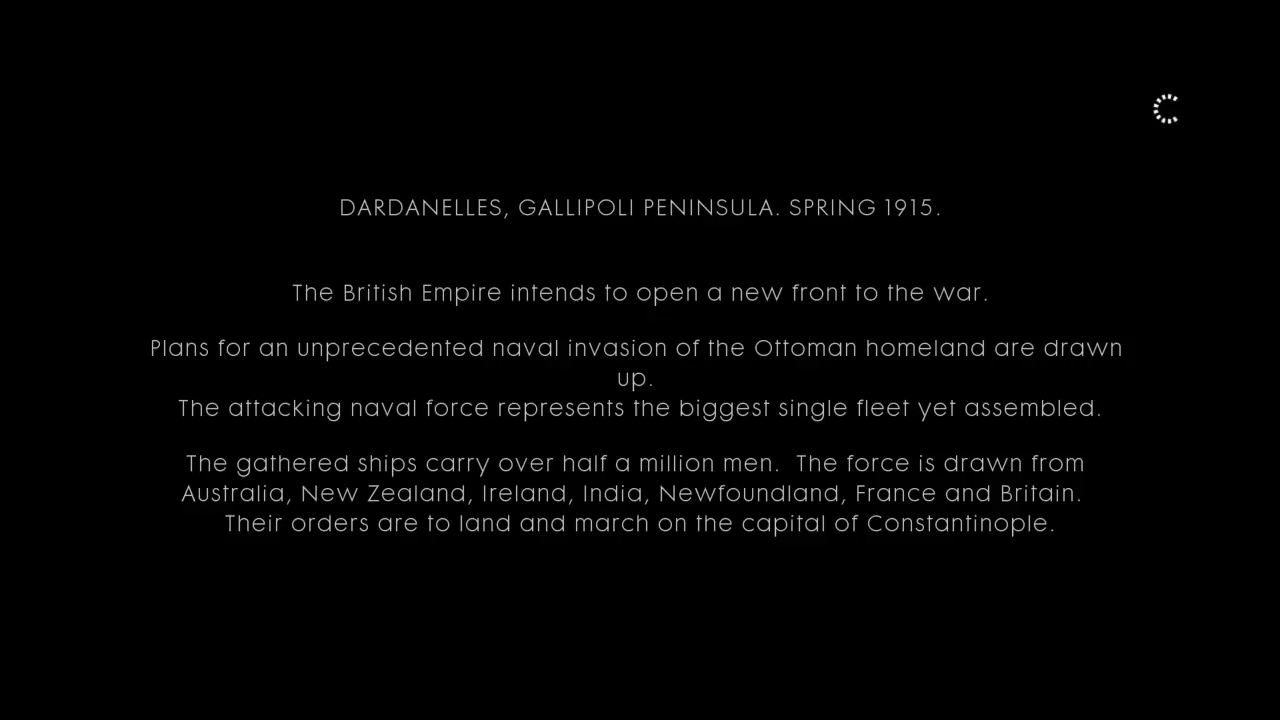 DARDANELLES, GALLIPOLI PENINSULA. SPRING 1915.
The British Empire intends to open a new front to the war.
Plans for an unprecedented naval invasion of the Ottoman homeland are drawn
up.
The attacking naval force represents the biggest single fleet yet assembled.
The gathered ships carry over half a million men.  The force is drawn from
Australia, New Zealand, Ireland, India, Newfoundland, France and Britain.
Their orders are to land and march on the capital of Constantinople.